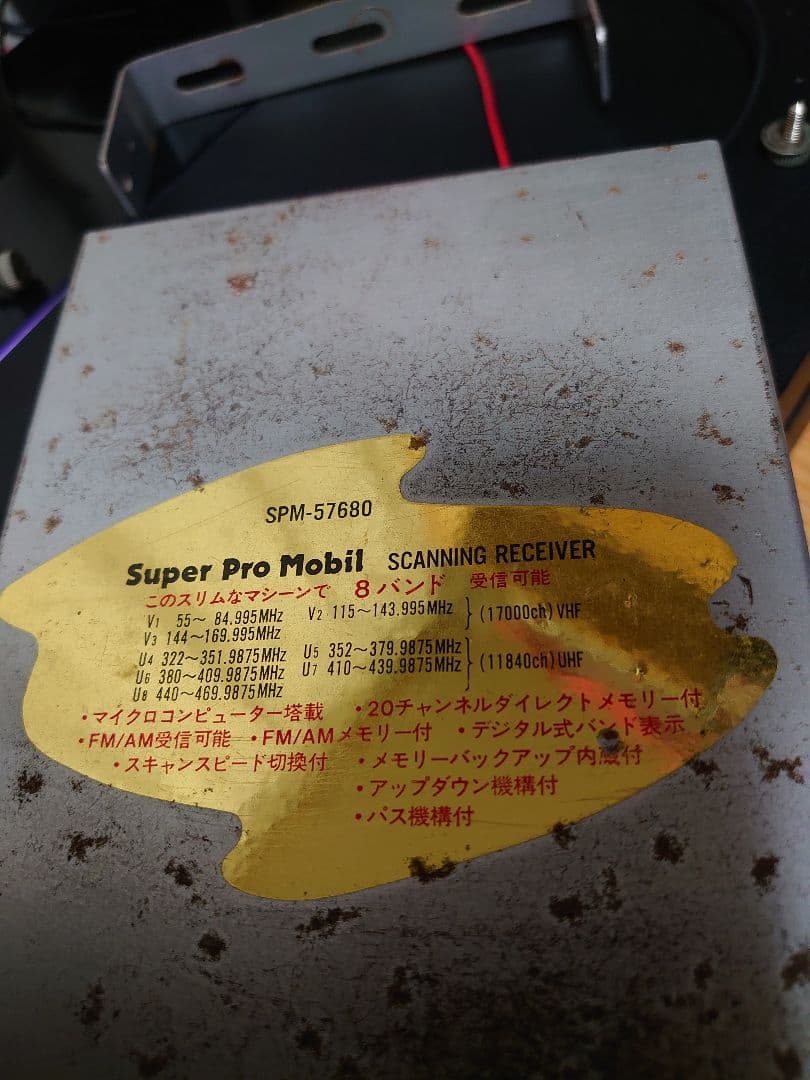 SPM-57680
Super Pro Mobil SCANNING RECEIVER
このスリムなマシーンで 8バンド 受信可能
V1 55～84.995MHz V2 115～143.995MHz
V3 144～169.995MHz
(17000ch) VHF
U4 322～351.9875MHz U5 352～379.9875MHz
U6 380～409.9875MHz U7 410～439.9875MHz
U8 440～469.9875MHz
(11840ch) UHF
・マイクロコンピューター塔載 ・20チャンネルダイレクトメモリー付
・FM/AM受信可能 ・FM/AMメモリー付 ・デジタル式バンド表示
・スキャンスピード切換付 ・メモリーバックアップ内蔵付
・アップダウン機構付
・パス機構付